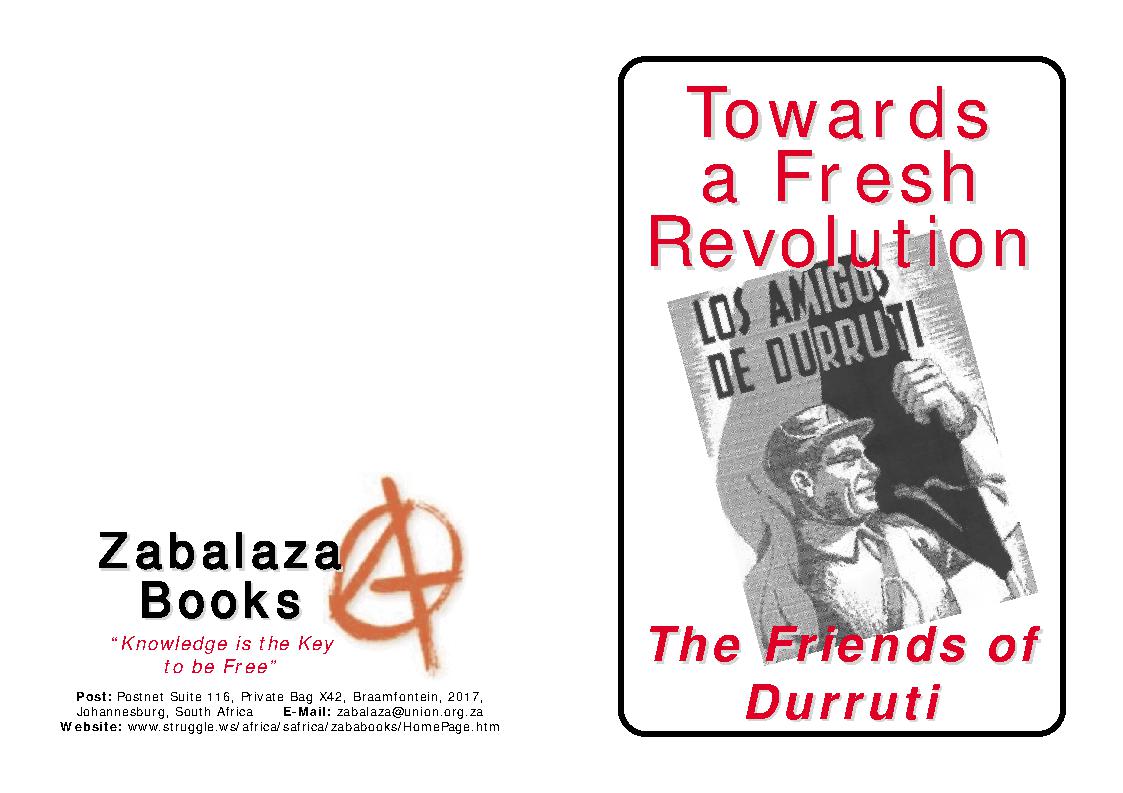 Zabalaza
Books
“Knowledge is the Key
to be Free”
Post: Postnet Suite 116, Private Bag X42, Braamfontein, 2017,
Johannesburg, South Africa E-Mail: zabalaza@union.org.za
Website: www.struggle.ws/africa/safrica/zababooks/HomePage.htm
Towards
a Fresh
Revolution
LOS AMIGOS
DE DURRUTI
The Friends of
Durruti